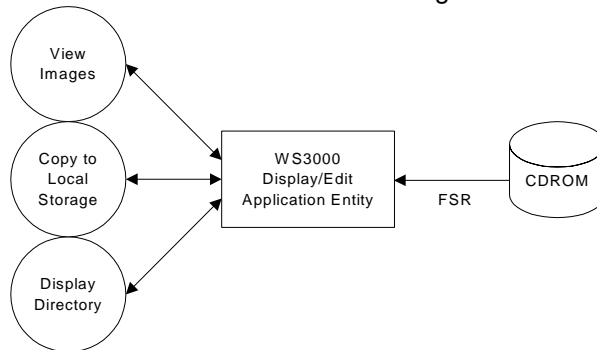 View
Images
Copy to
Local
Storage
Display
Directory
WS3000
Display/Edit
Application Entity
FSR
CDROM